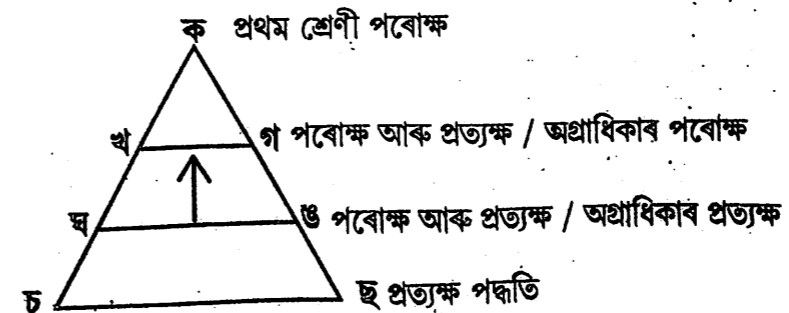 ক প্ৰথম শ্ৰেণী পৰোক্ষ
খ গ পৰোক্ষ আৰু প্ৰত্যক্ষ / অগ্ৰাধিকাৰ পৰোক্ষ
ঘ ঙ পৰোক্ষ আৰু প্ৰত্যক্ষ / অগ্ৰাধিকাৰ প্ৰত্যক্ষ
চ ছ প্ৰত্যক্ষ পদ্ধতি